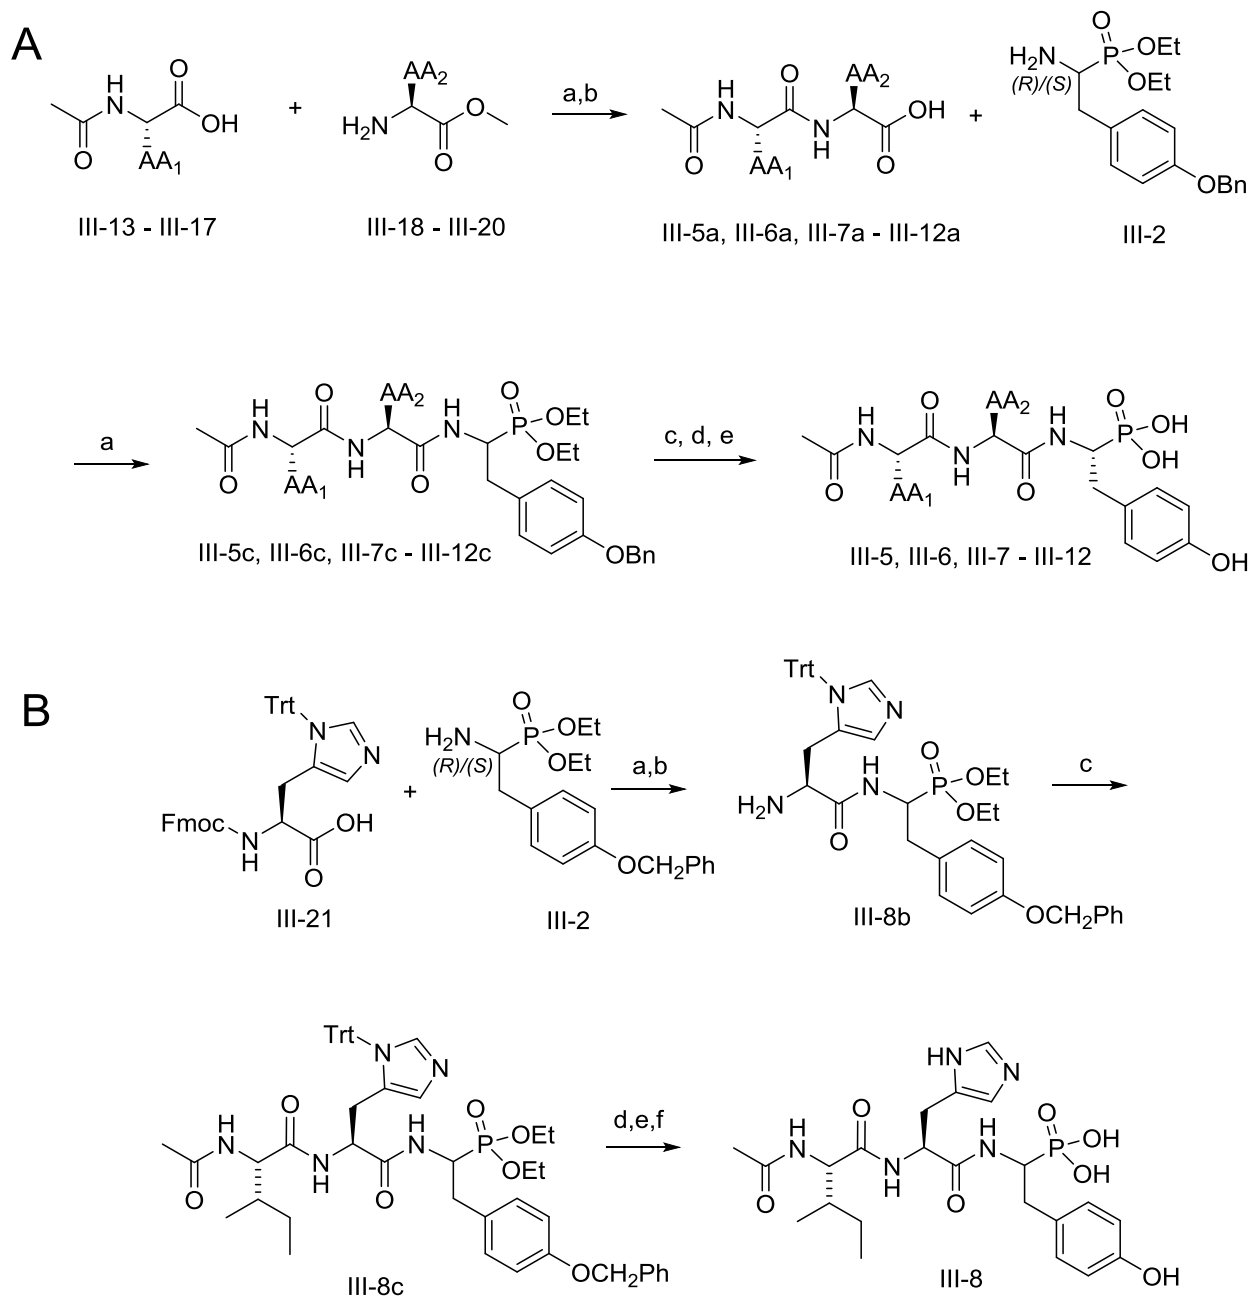 A
H
N
O
OH
O
AA1
+
AA2
H2N
O
O
a,b
H
N
O
AA1
O
N
H
AA2
OH
O
+
O
H2N
P
OEt
OEt
(R)/(S)
OBn
III-13 - III-17
III-18 - III-20
III-5a, III-6a, III-7a - III-12a
III-2
a
H
N
O
AA1
O
N
H
AA2
O
H
N
O
P
OEt
OEt
OBn
III-5c, III-6c, III-7c - III-12c
c, d, e
H
N
O
AA1
O
N
H
AA2
O
H
N
O
P
OH
OH
OH
III-5, III-6, III-7 - III-12
B
Trt
N
N
Fmoc
N
H
OH
O
III-21
+
O
H2N
P
OEt
OEt
(R)/(S)
OCH2Ph
III-2
a,b
Trt
N
N
H2N
O
H
N
O
P
OEt
OEt
OCH2Ph
III-8b
c
Trt
N
N
H
N
O
O
N
H
O
H
N
O
P
OEt
OEt
OCH2Ph
III-8c
d,e,f
HN
N
H
N
O
O
N
H
O
H
N
O
P
OH
OH
OH
III-8